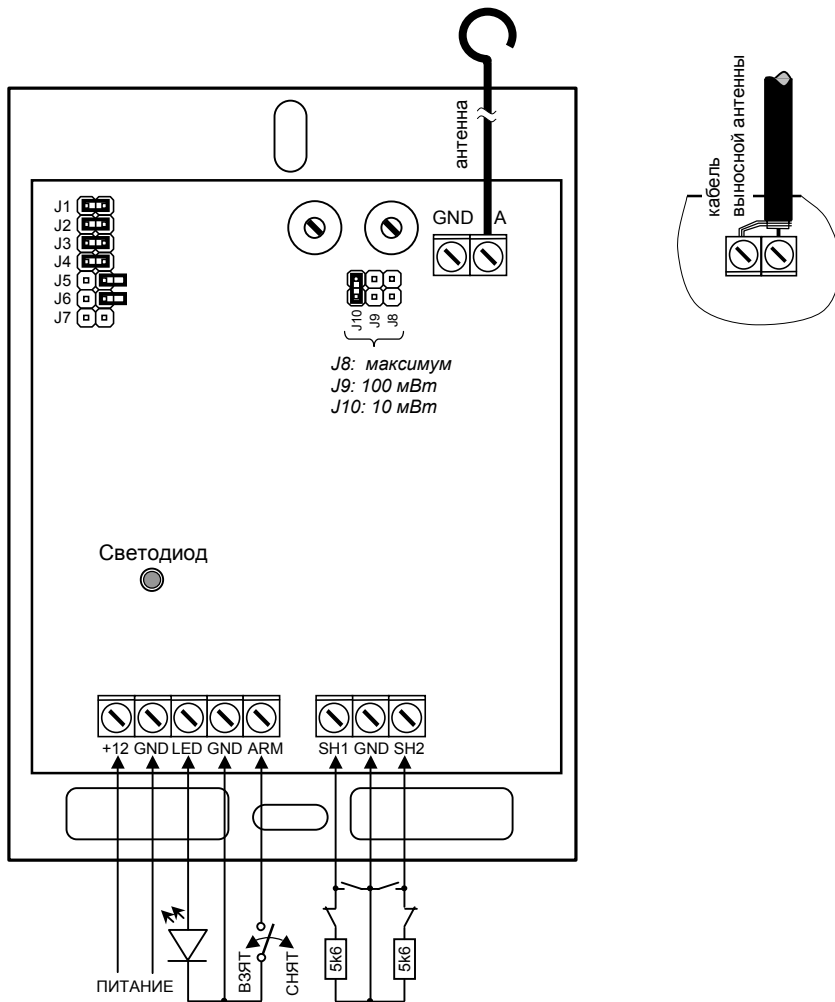 антенна
кабель
выносной антенны
GND A
J1
J2
J3
J4
J5
J6
J7
J10 J9 J8
J8: максимум
J9: 100 мВт
J10: 10 мВт
Светодиод
+12 GND LED GND ARM
SH1 GND SH2
ПИТАНИЕ
ВЗЯТ
СНЯТ
5k6
5k6